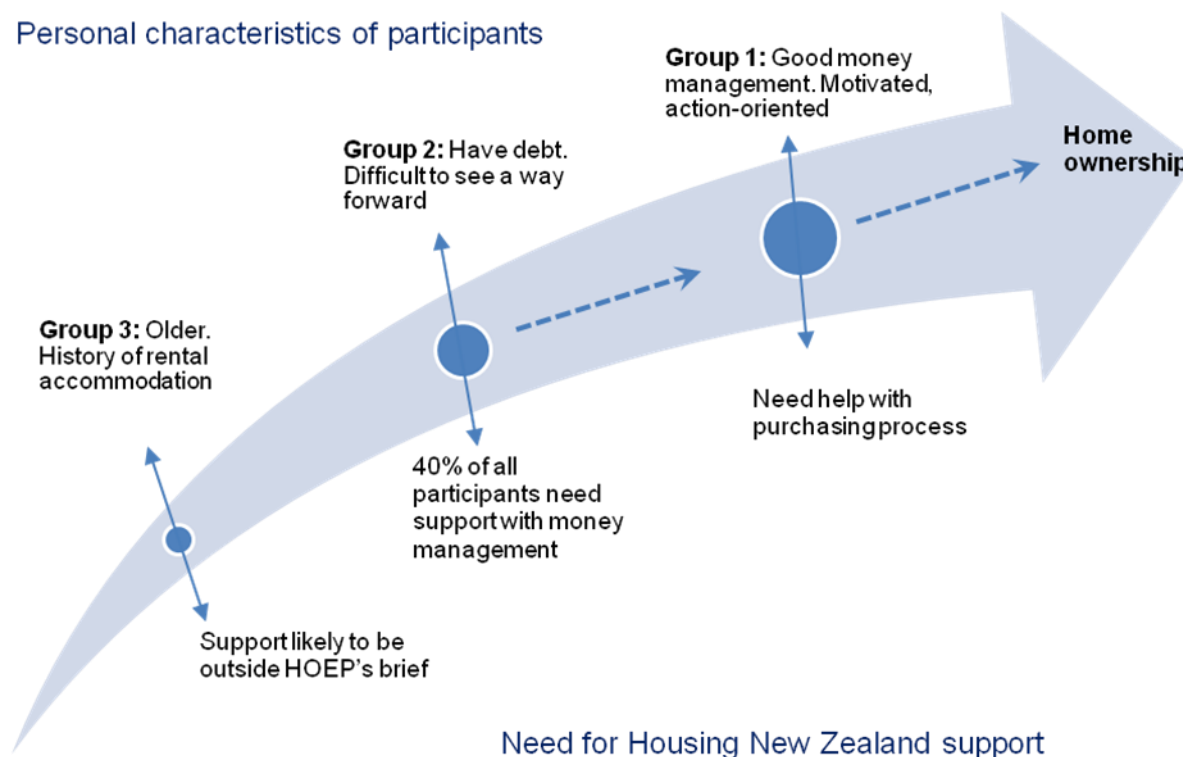 Personal characteristics of participants
Group 1: Good money
management. Motivated,
action-oriented
Home
ownership
Group 2: Have debt.
Difficult to see a way
forward
Group 3: Older.
History of rental
accommodation
Need help with
purchasing process
40% of all
participants need
support with money
management
Support likely to be
outside HOEP's brief
Need for Housing New Zealand support